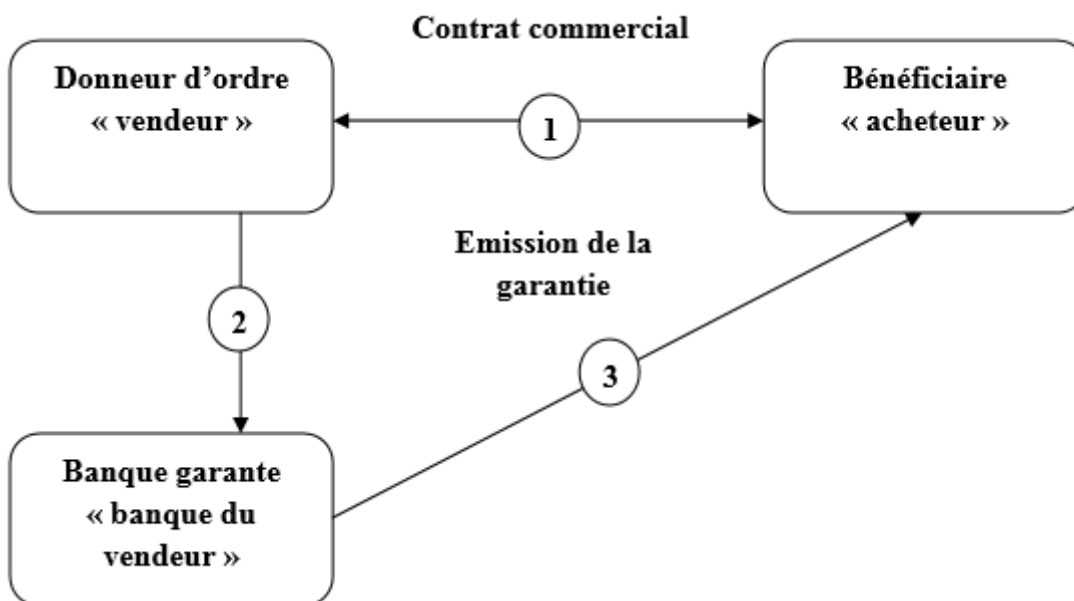 Contrat commercial
Donneur d’ordre
« vendeur »
Bénéficiaire
« acheteur »
1
Emission de la
garantie
2
3
Banque garante
« banque du
vendeur »